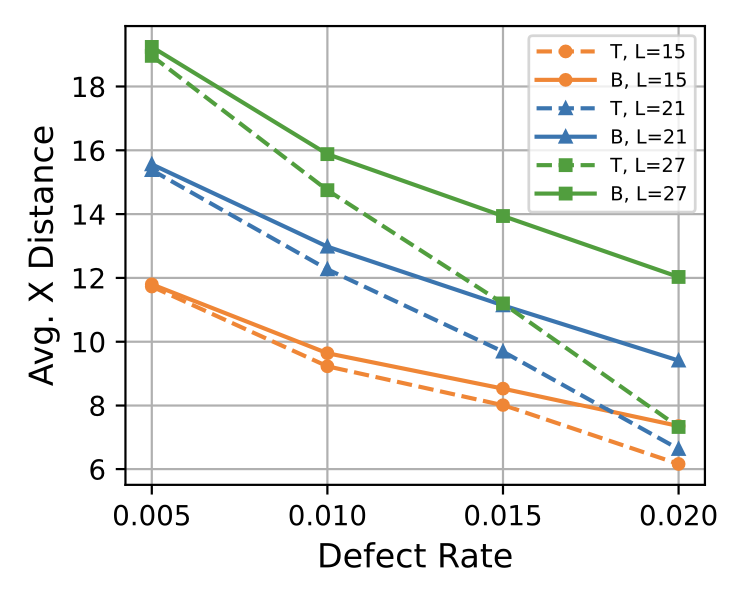 T, L=15
B, L=15
T, L=21
B, L=21
T, L=27
B, L=27
18
16
14
12
10
8
6
Avg. X Distance
0.005 0.010 0.015 0.020
Defect Rate